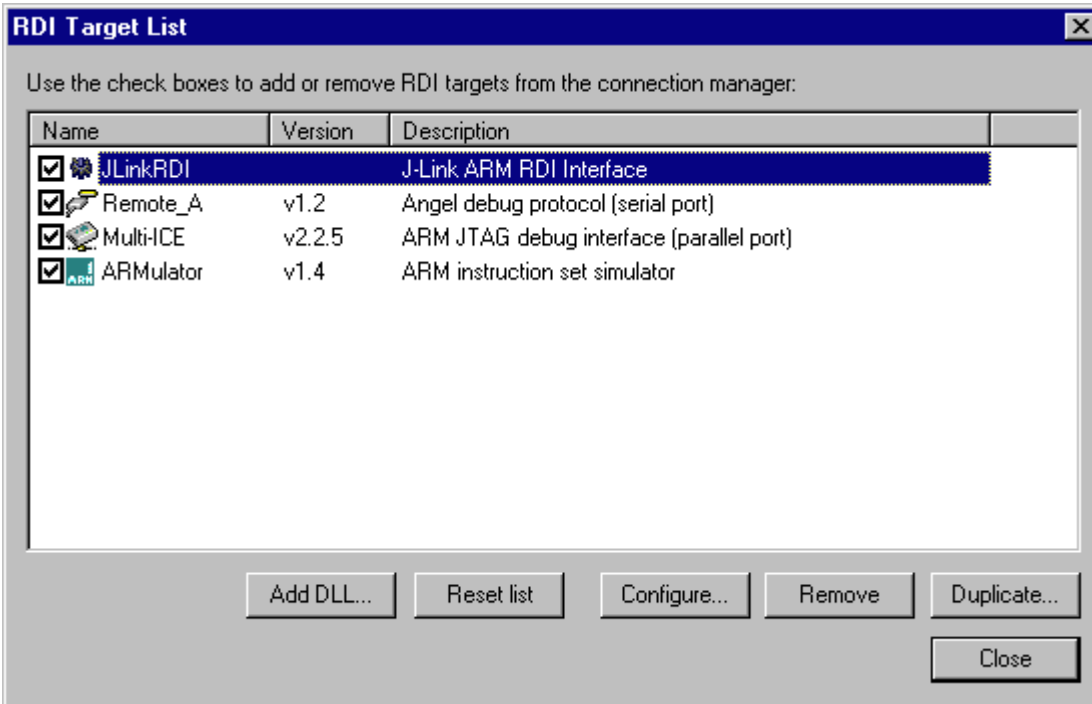 RDI Target List
Use the check boxes to add or remove RDI targets from the connection manager:
Name Version Description
JLinkRDI J-Link ARM RDI Interface
Remote_A v1.2 Angel debug protocol (serial port)
Multi-ICE v2.2.5 ARM JTAG debug interface (parallel port)
ARM ARMulator v1.4 ARM instruction set simulator
Add DLL... Reset list Configure... Remove Duplicate...
Close